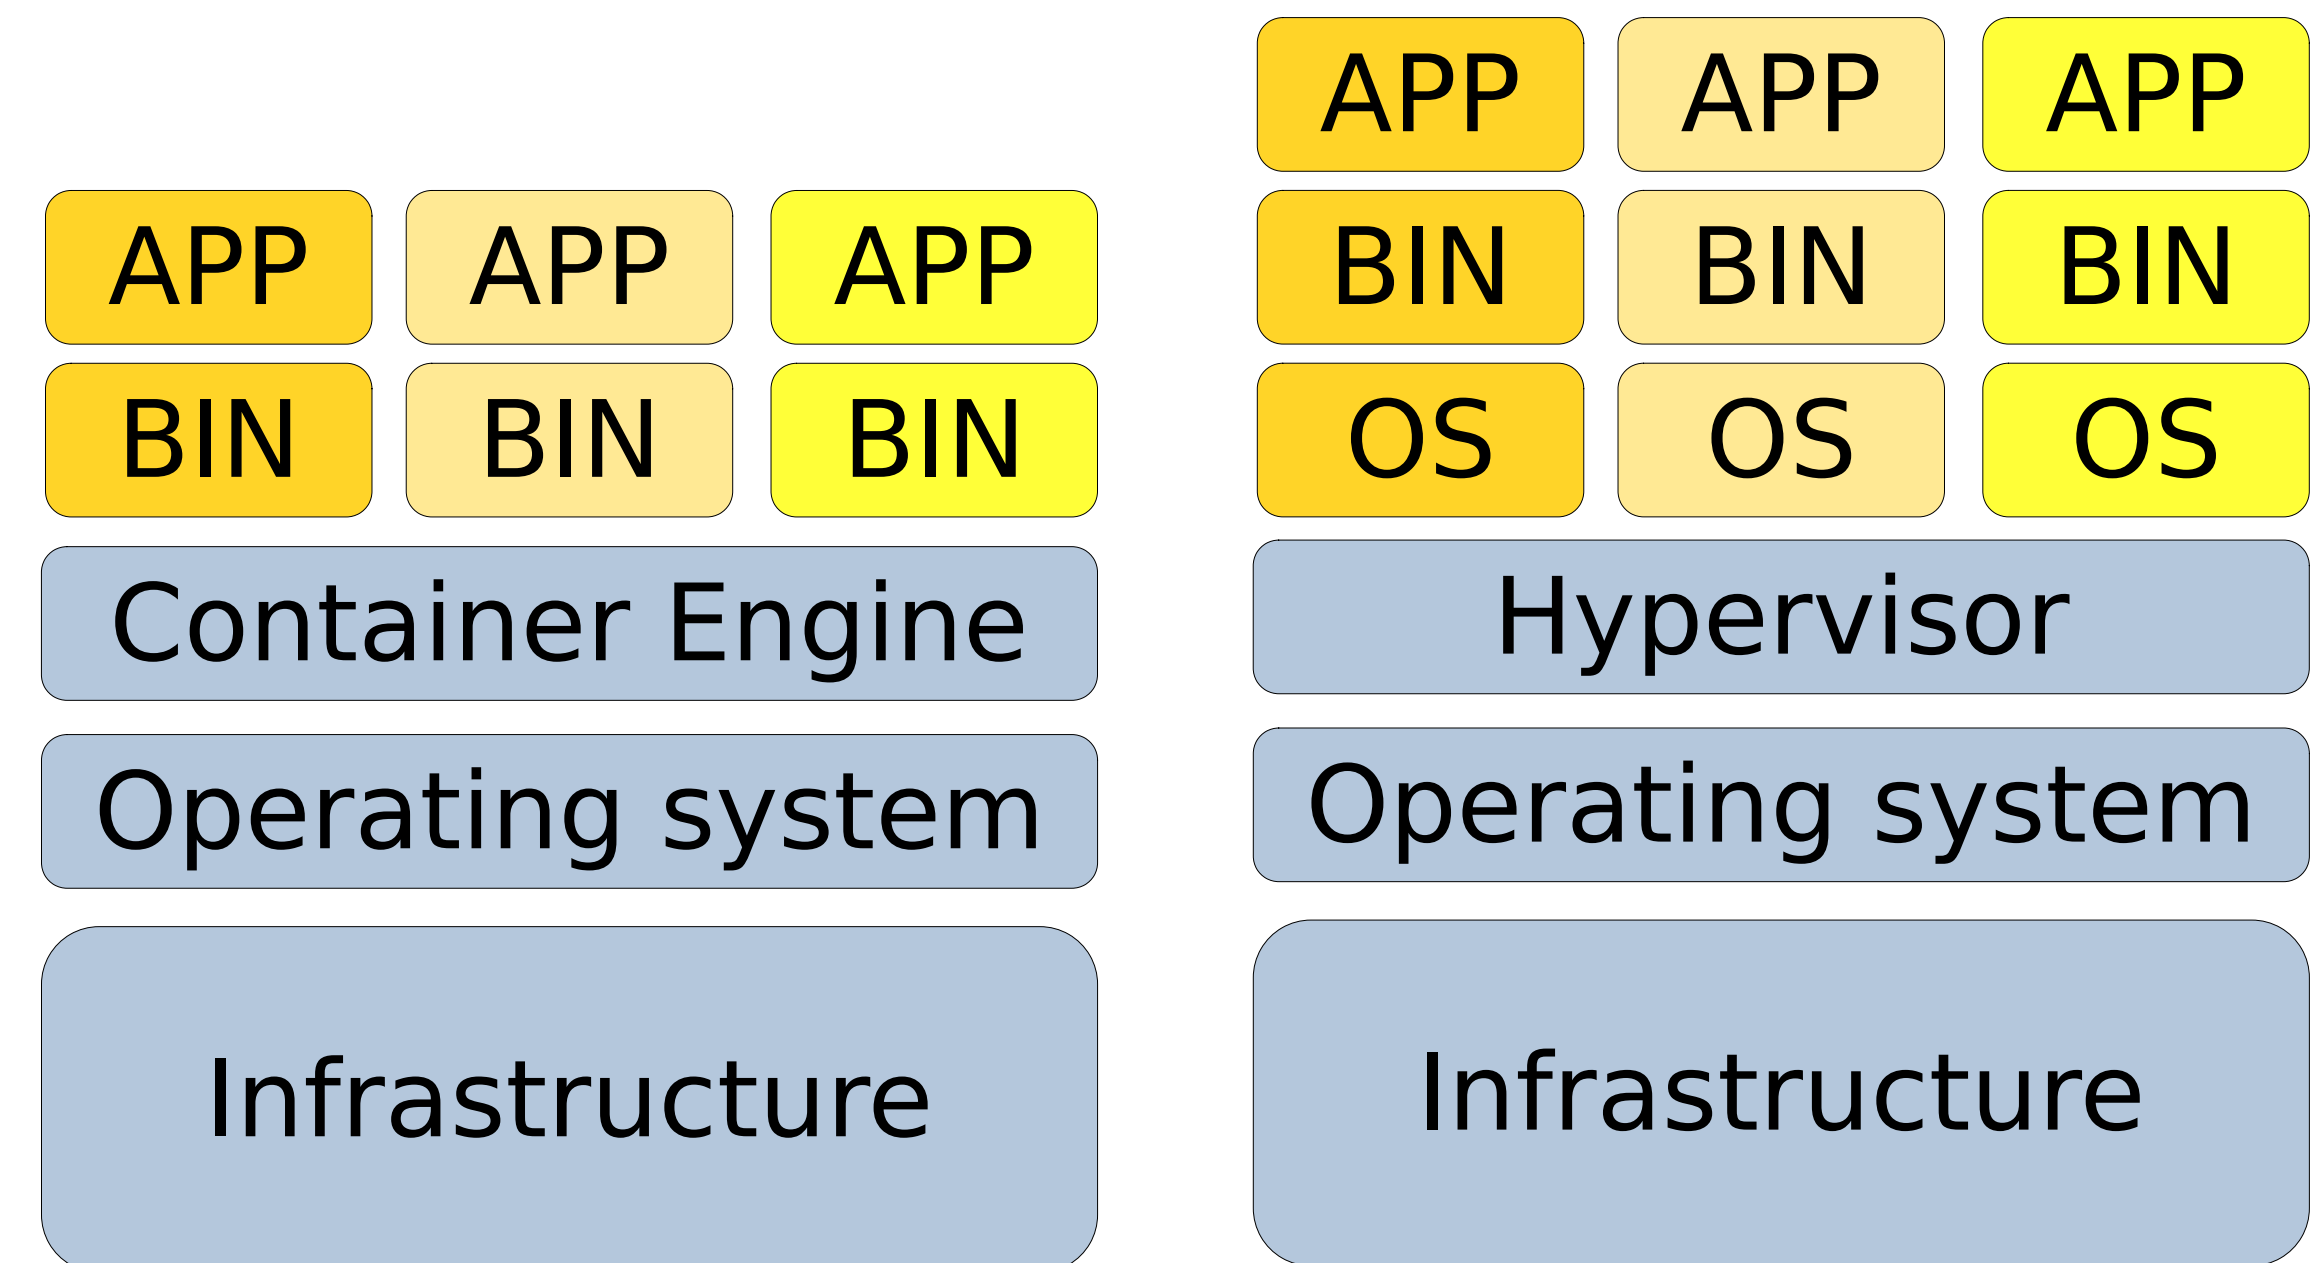 APP APP APP
BIN BIN BIN
Container Engine
Operating system
Infrastructure
APP APP APP
BIN BIN BIN
OS OS OS
Hypervisor
Operating system
Infrastructure